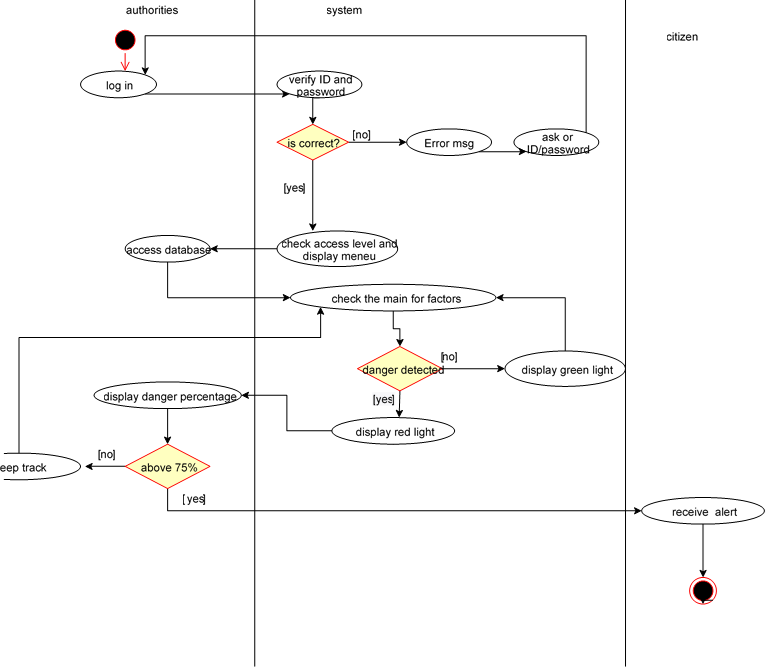 authorities
system
citizen
log in
verify ID and
password
is correct?
[no]
Error msg
ask or
ID/password
[yes]
access database
check access level and
display meneu
check the main for factors
danger detected
[no]
display green light
[yes]
display danger percentage
display red light
eep track
[no]
above 75%
[ yes]
receive alert